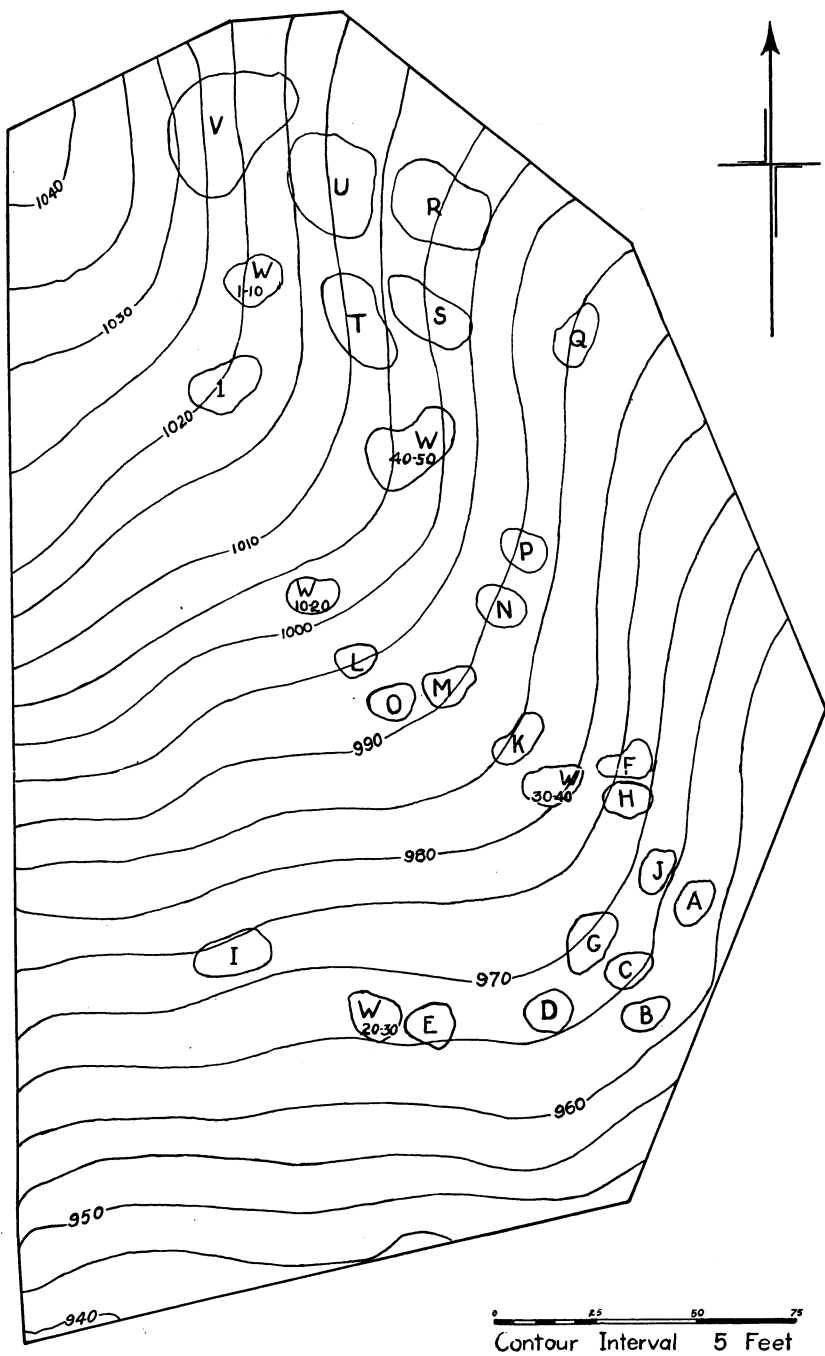 V
U
R
1040
W
1-10
1030
T
S
Q
1
1020
W
40-50
1010
P
W
10-20
N
1000
L
M
O
990
K
F
W
30-40
H
980
J
A
G
I
C
970
W
20-30
E
D
B
960
950
940
0 25 50 75
Contour Interval 5 Feet